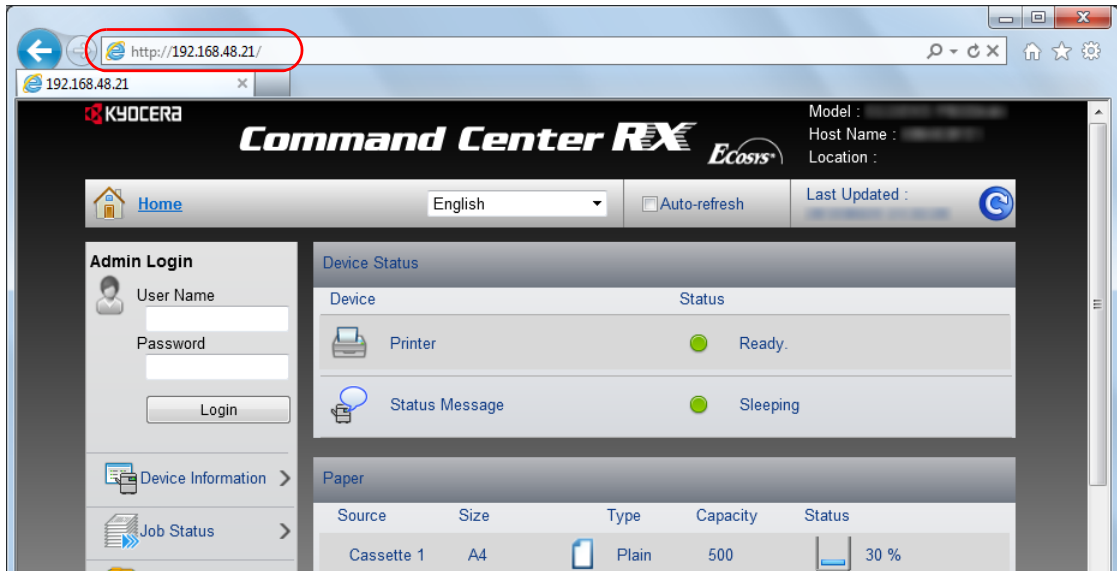 http://192.168.48.21/
192.168.48.21
KYOCERA
Command Center RX
Ecosys
Model :
Host Name :
Location :
Home
English
Auto-refresh
Last Updated :
Admin Login
User Name
Password
Login
Device Information
Job Status
Device Status
Device Status
Printer Ready.
Status Message Sleeping
Paper
Source Size Type Capacity Status
Cassette 1 A4 Plain 500 30 %